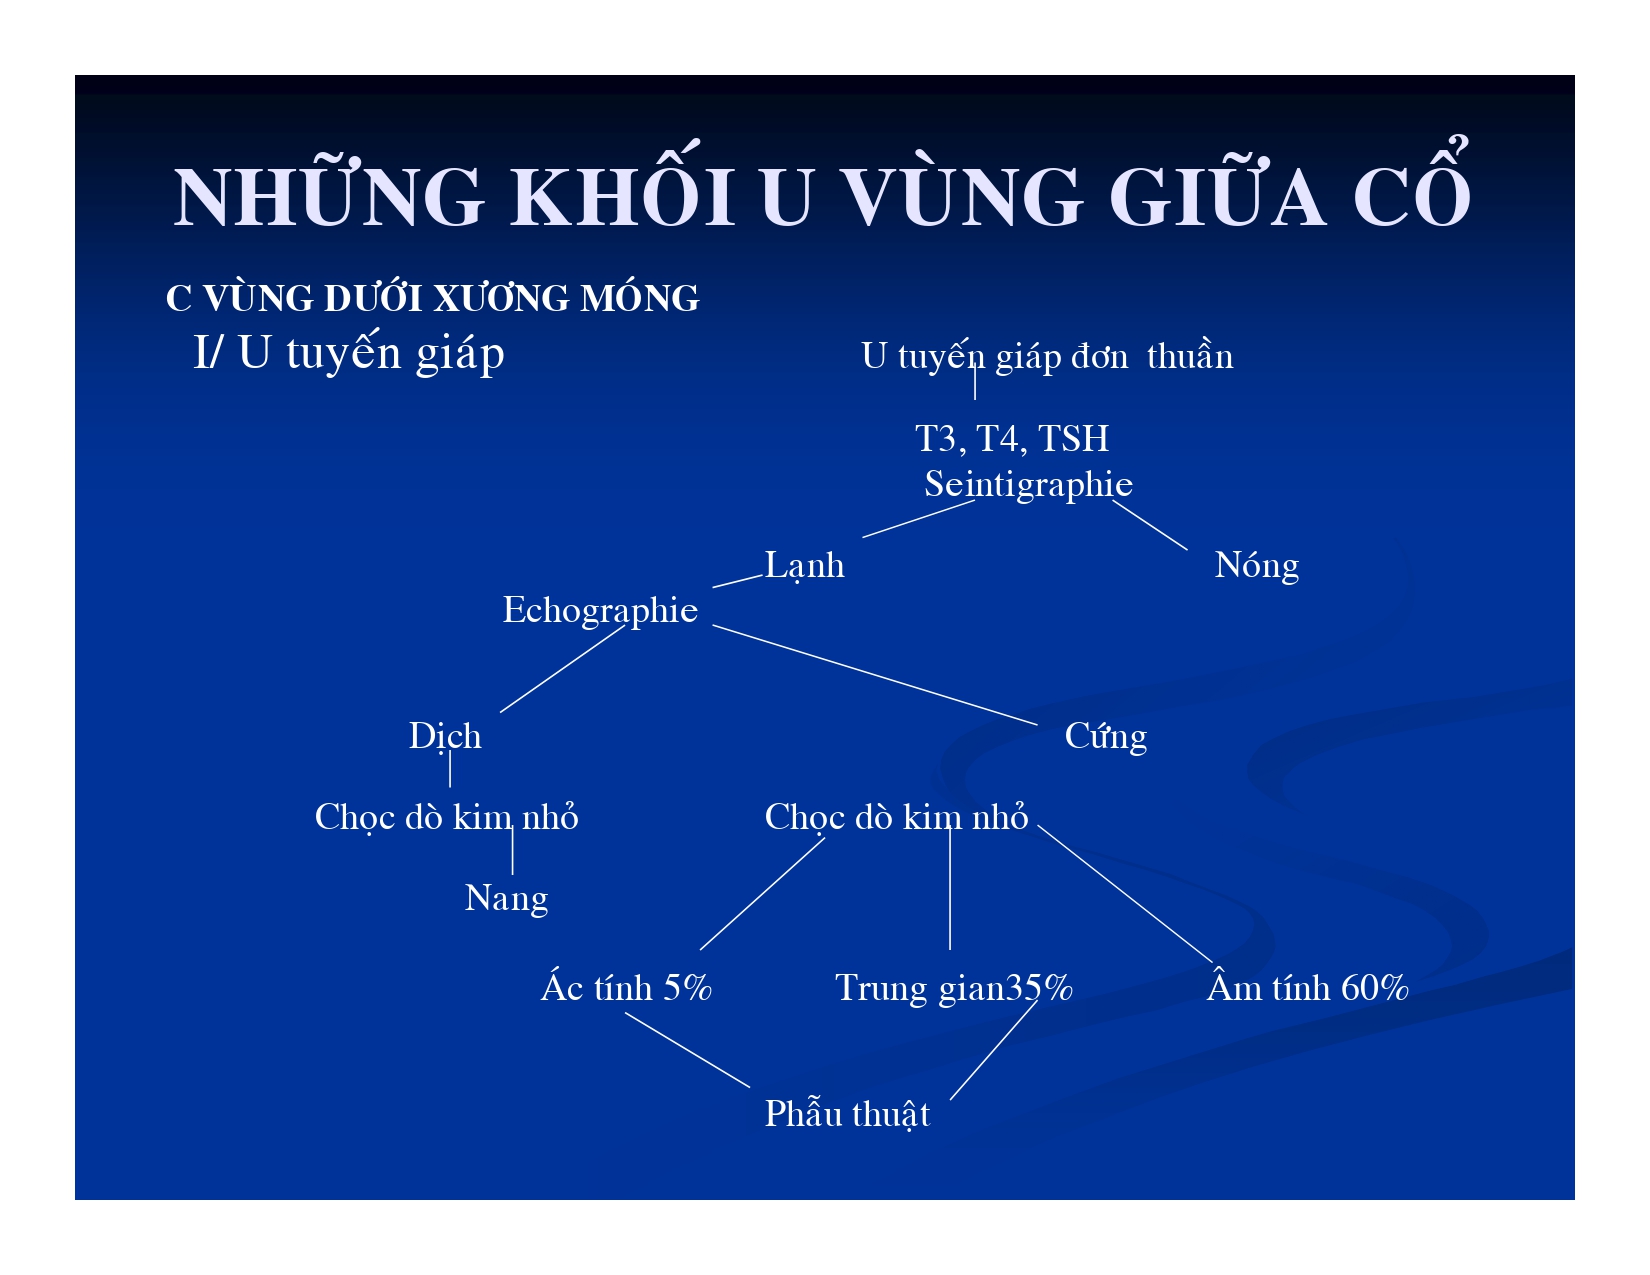 NHỮNG KHỐI U VÙNG GIỮA CỔ
C VÙNG DƯỚI XƯƠNG MÓNG
I/ U tuyến giáp
U tuyến giáp đơn thuần
T3, T4, TSH
Seintigraphie
Lạnh
Nóng
Echographie
Dịch
Cứng
Chọc dò kim nhỏ
Chọc dò kim nhỏ
Nang
Ác tính 5%
Trung gian35%
Âm tính 60%
Phẫu thuật